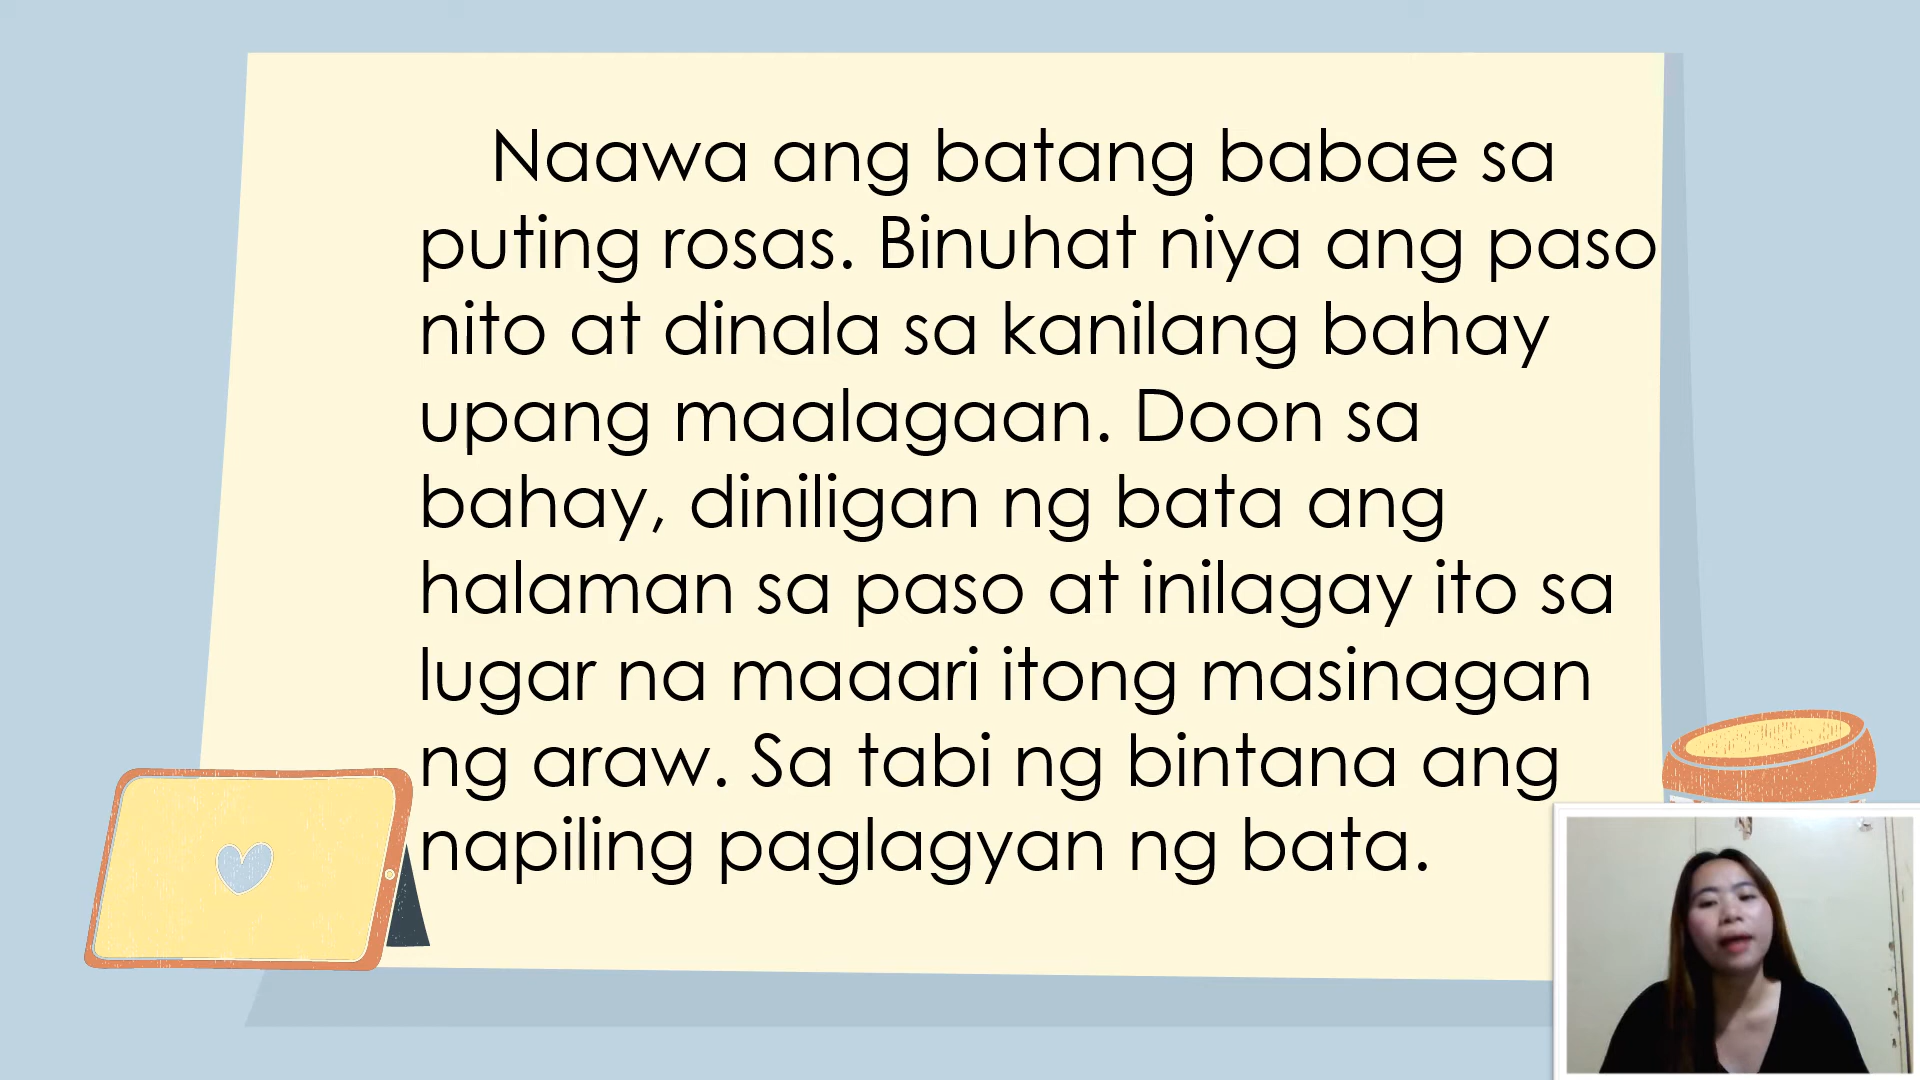 Naawa ang batang babae sa
puting rosas. Binuhat niya ang paso
nito at dinala sa kanilang bahay
upang maalagaan. Doon sa
bahay, diniligan ng bata ang
halaman sa paso at inilagay ito sa
lugar na maaari itong masinagan
ng araw. Sa tabi ng bintana ang
napiling paglagyan ng bata.